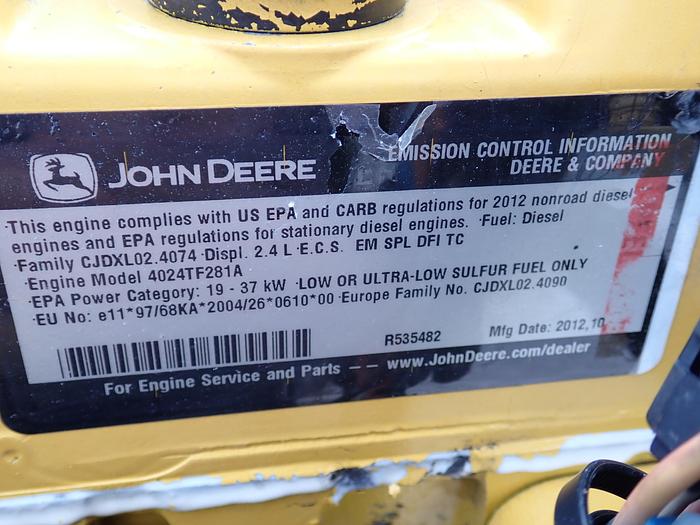 JOHN DEERE
EMISSION CONTROL INFORMATION
DEERE & COMPANY
·This engine complies with US EPA and CARB regulations for 2012 nonroad diesel
engines and EPA regulations for stationary diesel engines. ·Fuel: Diesel
·Family CJDXL02.4074 ·Displ. 2.4 L ·E.C.S. EM SPL DFI TC
·Engine Model 4024TF281A
·EPA Power Category: 19 - 37 kW ·LOW OR ULTRA-LOW SULFUR FUEL ONLY
·EU No: e11*97/68KA*2004/26*0610*00 ·Europe Family No. CJDXL02.4090
R535482 Mfg Date: 2012,10
For Engine Service and Parts –– www.JohnDeere.com/dealer